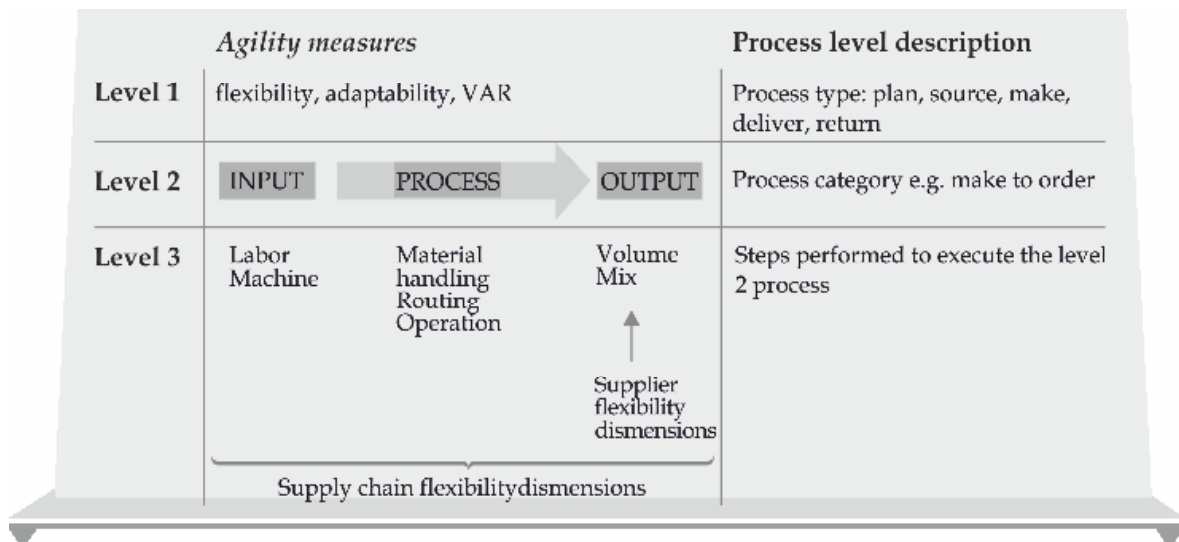 Agility measures
Process level description
Level 1
flexibility, adaptability, VAR
Process type: plan, source, make,
deliver, return
Level 2
INPUT
PROCESS
OUTPUT
Process category e.g. make to order
Level 3
Labor
Machine
Material
handling
Routing
Operation
Volume
Mix
Supplier
flexibility
dismensions
Steps performed to execute the level
2 process
Supply chain flexibilitydismensions